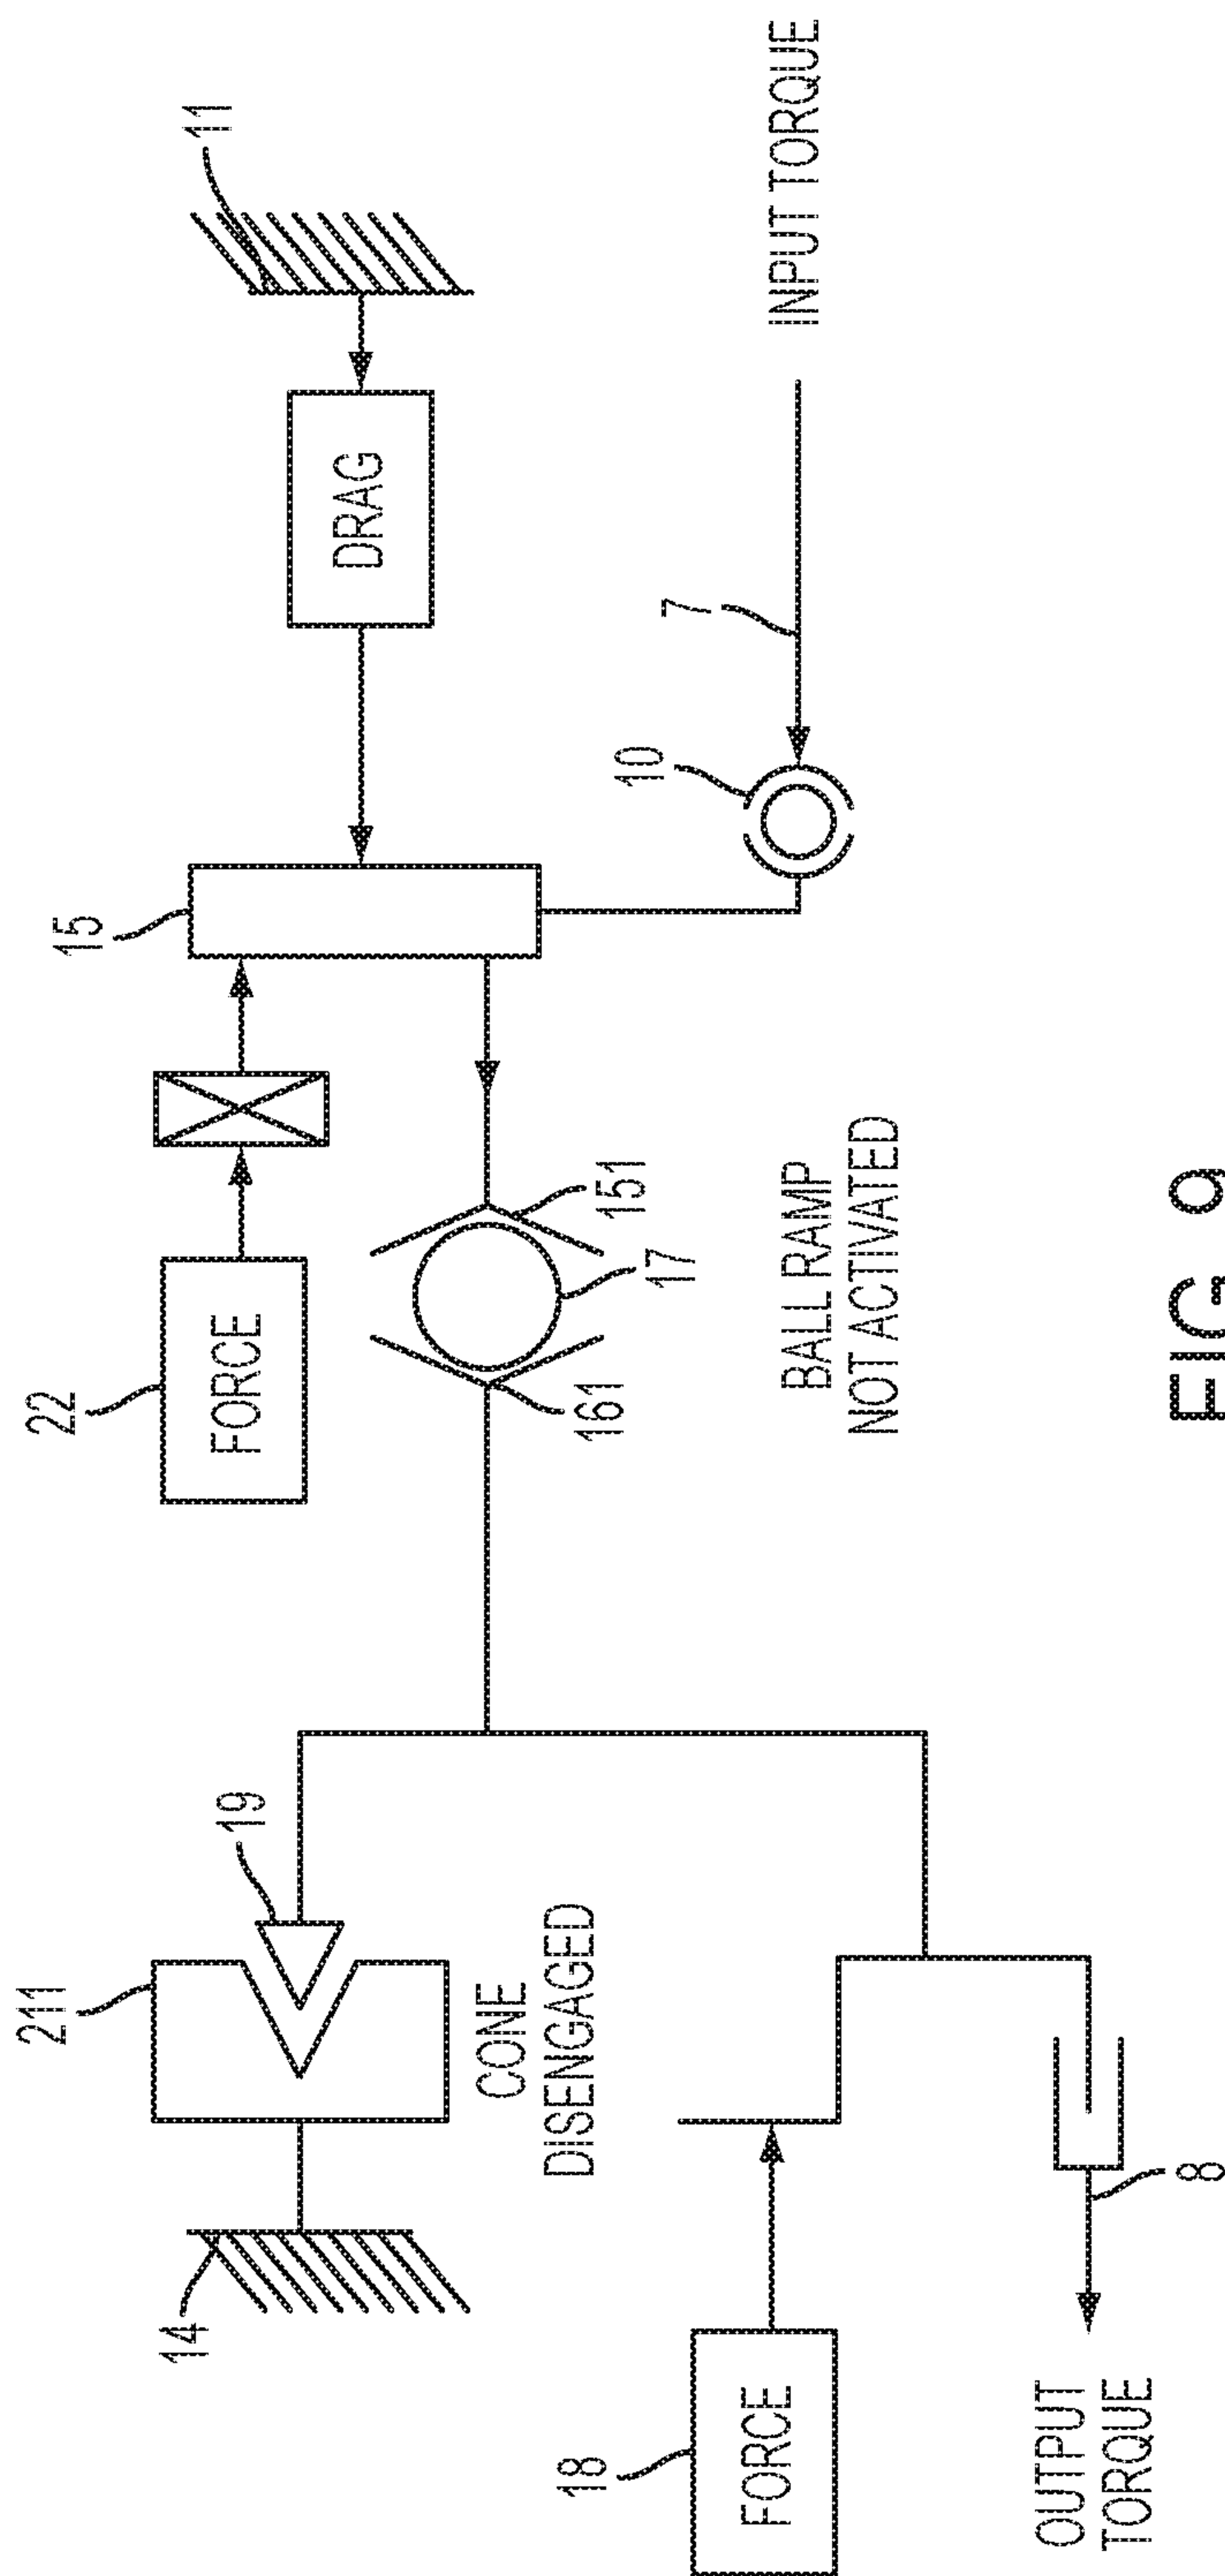 211
19
22
15
11
14
FORCE
DRAG
CONE
DISENGAGED
161
17
151
10
7
18
FORCE
BALL RAMP
NOT ACTIVATED
INPUT TORQUE
OUTPUT
TORQUE
8
FIG. 9